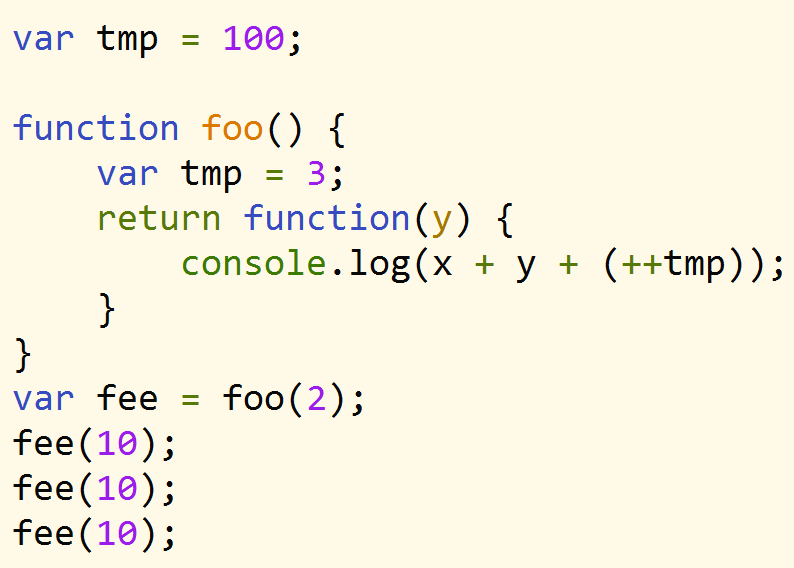 var tmp = 100;
function foo() {
    var tmp = 3;
    return function(y) {
        console.log(x + y + (++tmp));
    }
}
var fee = foo(2);
fee(10);
fee(10);
fee(10);